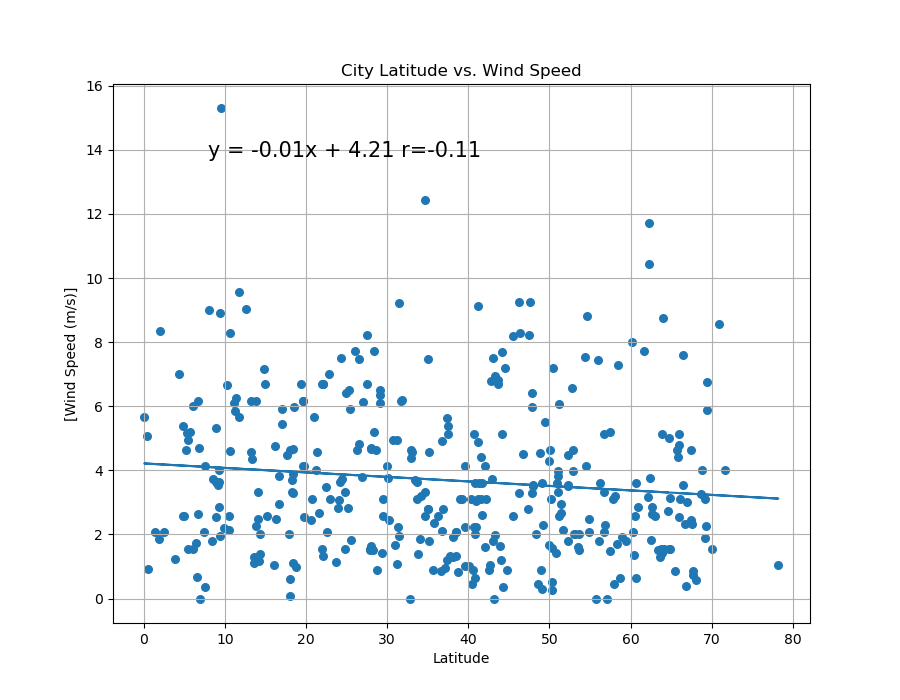 City Latitude vs. Wind Speed
y = -0.01x + 4.21 r=-0.11
[Wind Speed (m/s)]
16
14
12
10
8
6
4
2
0
0 10 20 30 40 50 60 70 80
Latitude